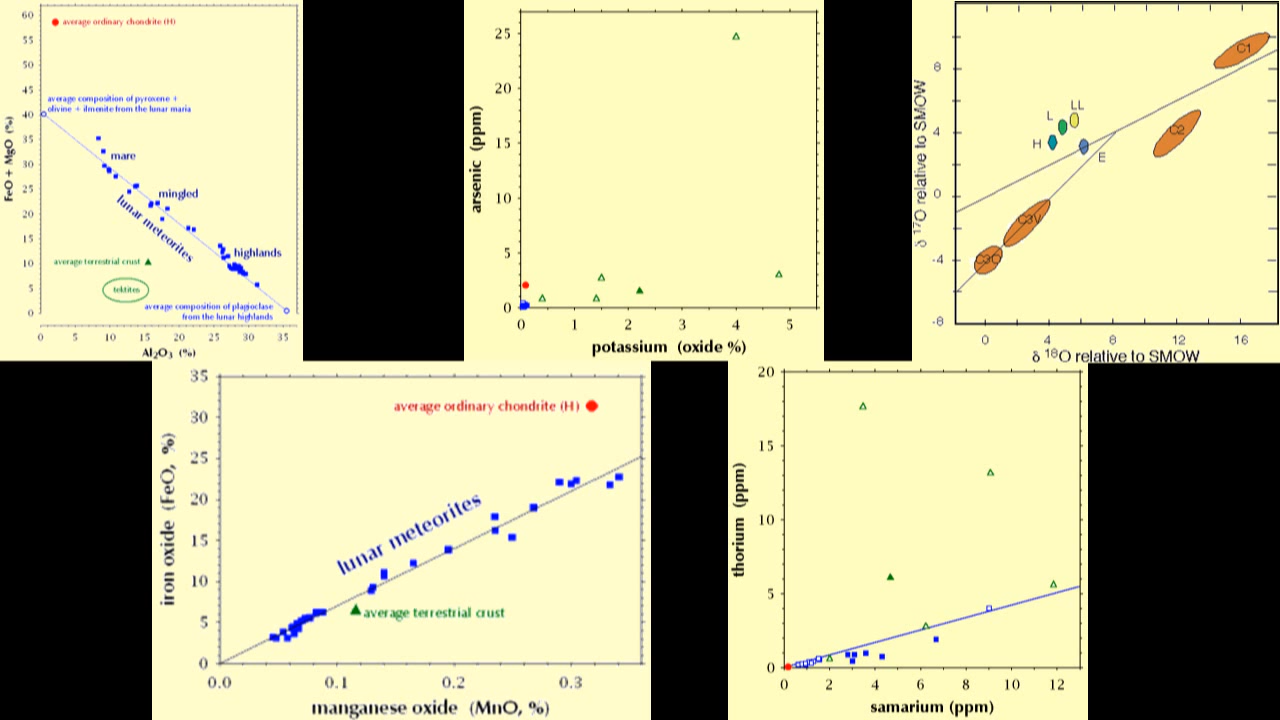 60
55
50
45
40
35
30
25
20
15
10
5
0
FeO + MgO (%)
average ordinary chondrite (H)
average composition of pyroxene +
olivine + ilmenite from the lunar maria
mare
mingled
lunar meteorites
highlands
average terrestrial crust
tektites
average composition of plagioclase
from the lunar highlands
0 5 10 15 20 25 30 35
Al₂O₃ (%)
25
20
15
10
5
0
arsenic (ppm)
0 1 2 3 4 5
potassium (oxide %)
8
4
0
-4
-8
δ ¹⁷O relative to SMOW
C1
C2
LL
L
H
E
C3V
C3O
0 4 8 12 16
δ ¹⁸O relative to SMOW
35
30
25
20
15
10
5
0
iron oxide (FeO, %)
average ordinary chondrite (H)
lunar meteorites
average terrestrial crust
0.0 0.1 0.2 0.3
manganese oxide (MnO, %)
20
15
10
5
0
thorium (ppm)
0 2 4 6 8 10 12
samarium (ppm)